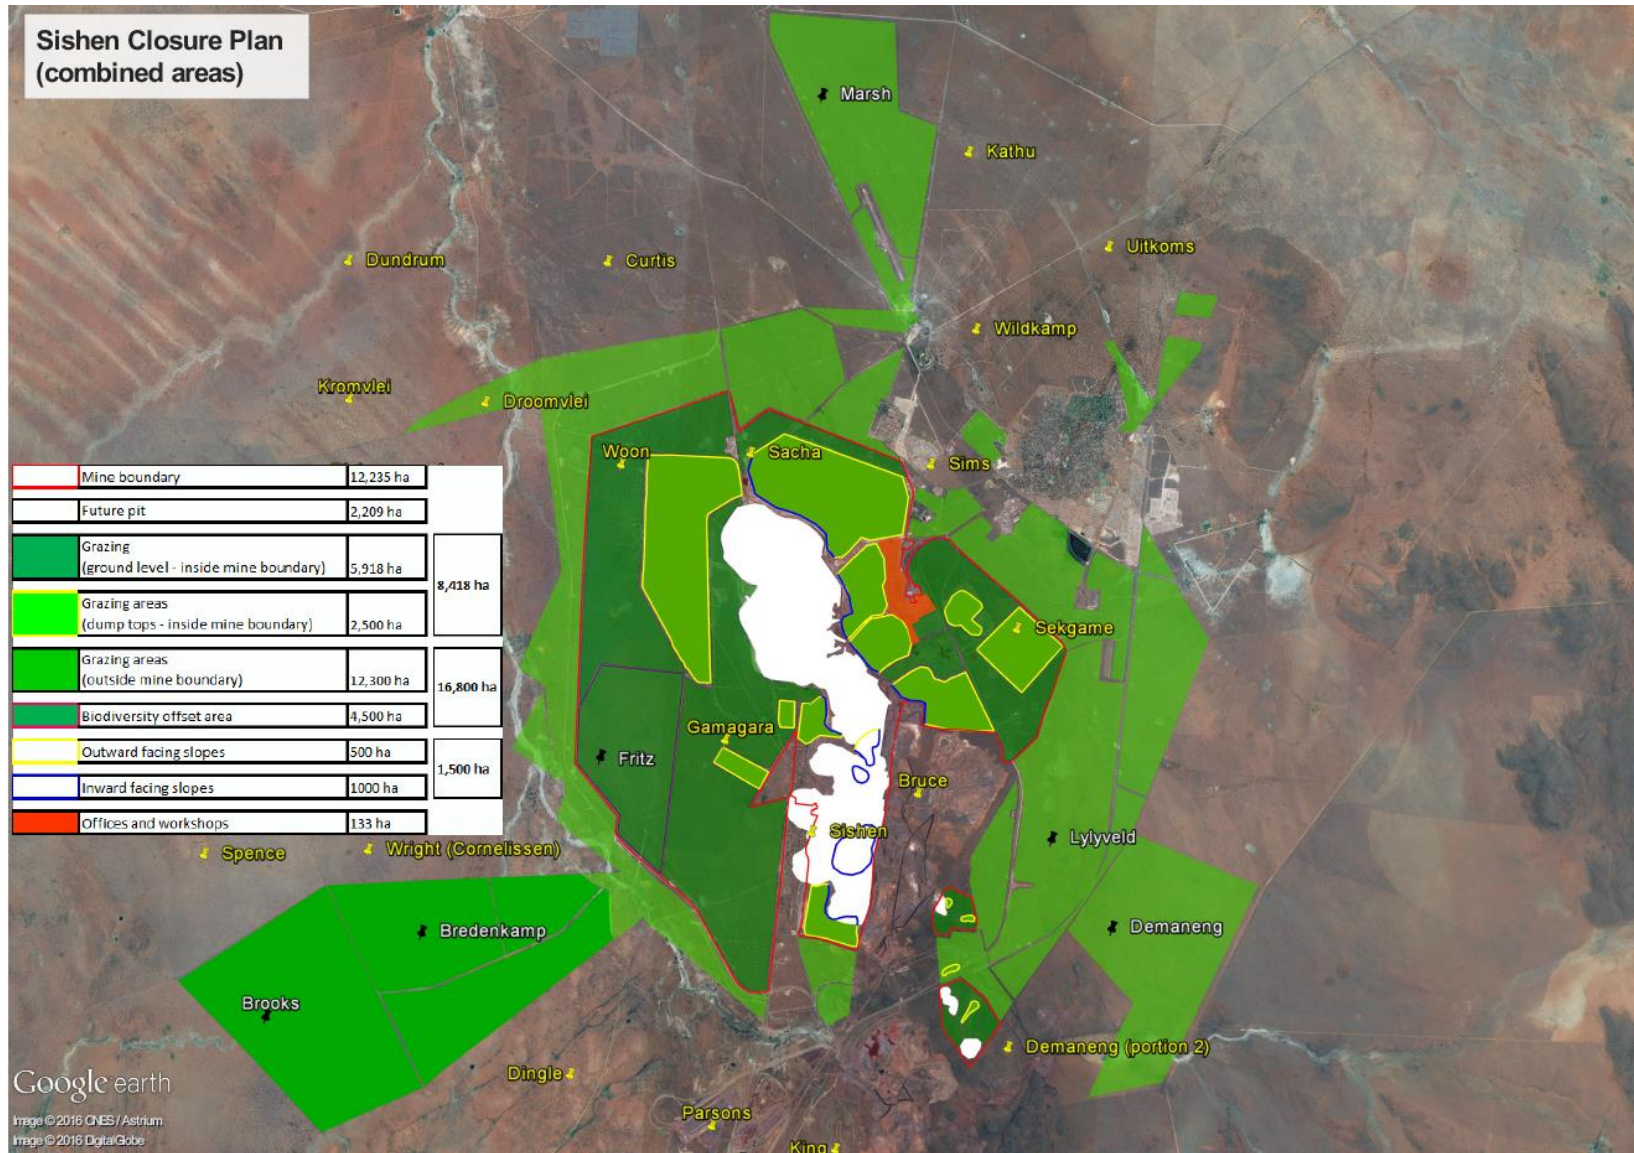 Sishen Closure Plan
(combined areas)
Marsh
Kathu
Uitkoms
Dundrum
Curtis
Wildkamp
Kromvlei
Droomvlei
Woon
Sacha
Sims
Mine boundary 12,235 ha
Future pit 2,209 ha
Grazing
(ground level - inside mine boundary) 5,918 ha
8,418 ha
Grazing areas
(dump tops - inside mine boundary) 2,500 ha
Grazing areas
(outside mine boundary) 12,300 ha
16,800 ha
Biodiversity offset area 4,500 ha
Outward facing slopes 500 ha
1,500 ha
Inward facing slopes 1000 ha
Offices and workshops 133 ha
Sekgame
Gamagara
Fritz
Bruce
Sishen
Lylyveld
Spence
Wright (Cornelissen)
Bredenkamp
Demaneng
Brooks
Demaneng (portion 2)
Dingle
Parsons
King
Google earth
Image © 2016 CNES / Astrium
Image © 2016 DigitalGlobe